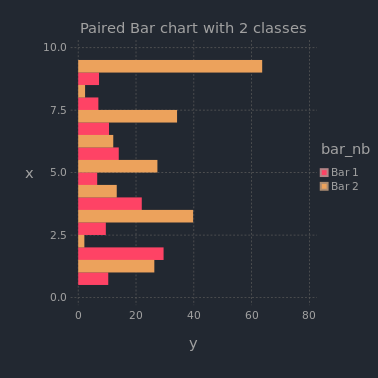 Paired Bar chart with 2 classes
10.0
7.5
5.0
2.5
0.0
x
0 20 40 60 80
y
bar_nb
Bar 1
Bar 2